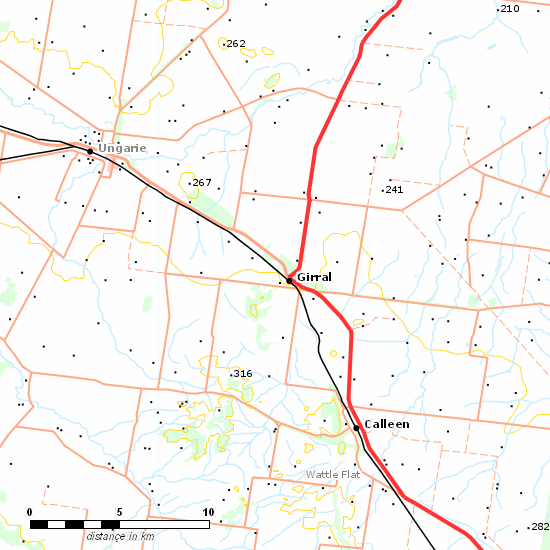 210
262
Ungarie
267
241
Girral
316
Calleen
Wattle Flat
0 5 10
distance in km
282